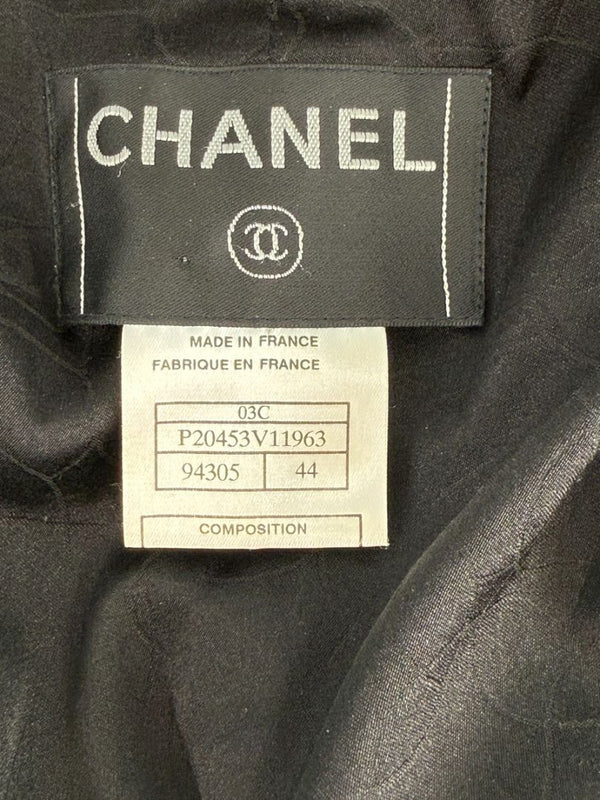 CHANEL
MADE IN FRANCE
FABRIQUE EN FRANCE
03C
P20453V11963
94305 44
COMPOSITION